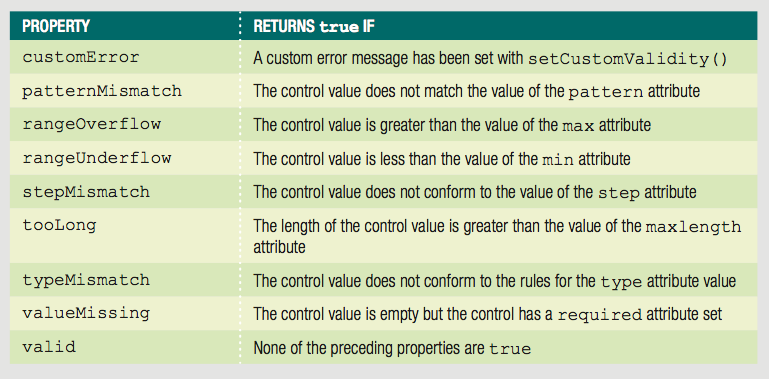 PROPERTY RETURNS true IF
customError A custom error message has been set with setCustomValidity()
patternMismatch The control value does not match the value of the pattern attribute
rangeOverflow The control value is greater than the value of the max attribute
rangeUnderflow The control value is less than the value of the min attribute
stepMismatch The control value does not conform to the value of the step attribute
tooLong The length of the control value is greater than the value of the maxlength
attribute
typeMismatch The control value does not conform to the rules for the type attribute value
valueMissing The control value is empty but the control has a required attribute set
valid None of the preceding properties are true